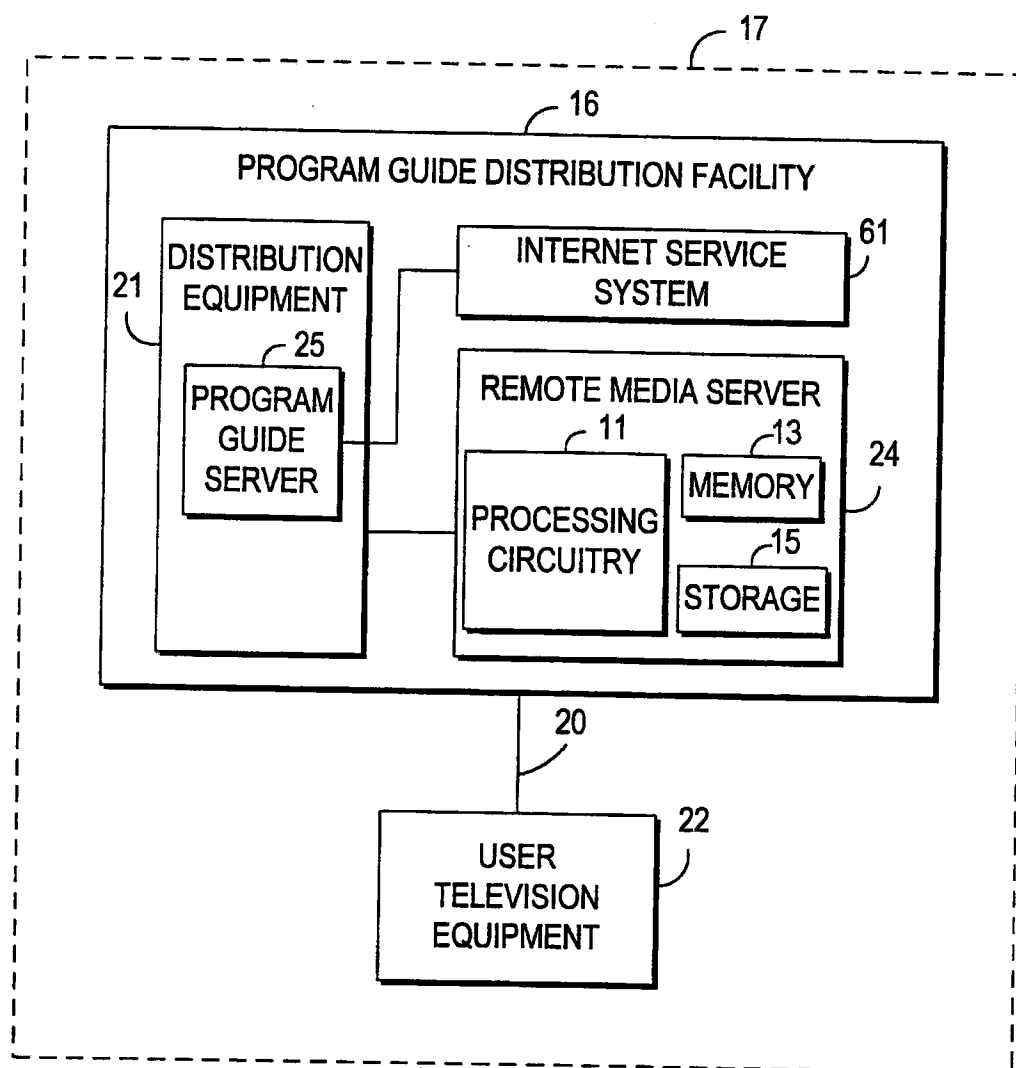 17
16
PROGRAM GUIDE DISTRIBUTION FACILITY
DISTRIBUTION
EQUIPMENT
21
25
PROGRAM
GUIDE
SERVER
INTERNET SERVICE
SYSTEM
61
REMOTE MEDIA SERVER
11
PROCESSING
CIRCUITRY
13
MEMORY
24
15
STORAGE
20
USER
TELEVISION
EQUIPMENT
22